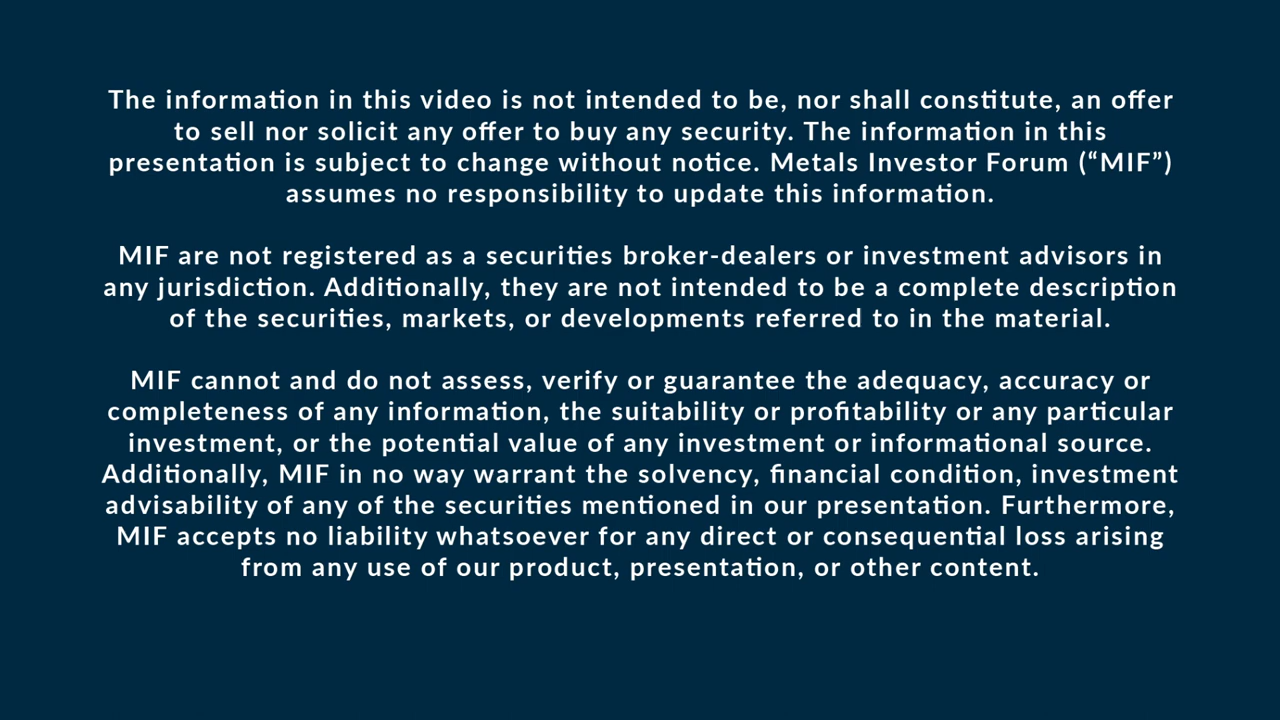 The information in this video is not intended to be, nor shall constitute, an offer
to sell nor solicit any offer to buy any security. The information in this
presentation is subject to change without notice. Metals Investor Forum (“MIF”)
assumes no responsibility to update this information.
MIF are not registered as a securities broker-dealers or investment advisors in
any jurisdiction. Additionally, they are not intended to be a complete description
of the securities, markets, or developments referred to in the material.
MIF cannot and do not assess, verify or guarantee the adequacy, accuracy or
completeness of any information, the suitability or profitability or any particular
investment, or the potential value of any investment or informational source.
Additionally, MIF in no way warrant the solvency, financial condition, investment
advisability of any of the securities mentioned in our presentation. Furthermore,
MIF accepts no liability whatsoever for any direct or consequential loss arising
from any use of our product, presentation, or other content.